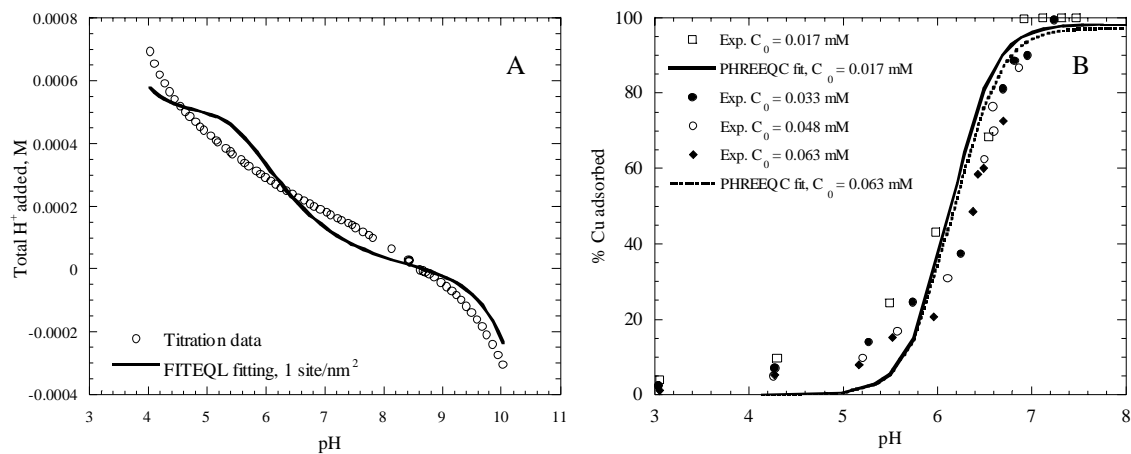 0.0008
0.0006
0.0004
0.0002
0
-0.0002
-0.0004
Total H+ added, M
A
Titration data
FITEQL fitting, 1 site/nm2
3 4 5 6 7 8 9 10 11
pH
100
80
60
40
20
0
% Cu adsorbed
B
Exp. C0 = 0.017 mM
PHREEQC fit, C0 = 0.017 mM
Exp. C0 = 0.033 mM
Exp. C0 = 0.048 mM
Exp. C0 = 0.063 mM
PHREEQC fit, C0 = 0.063 mM
3 4 5 6 7 8
pH